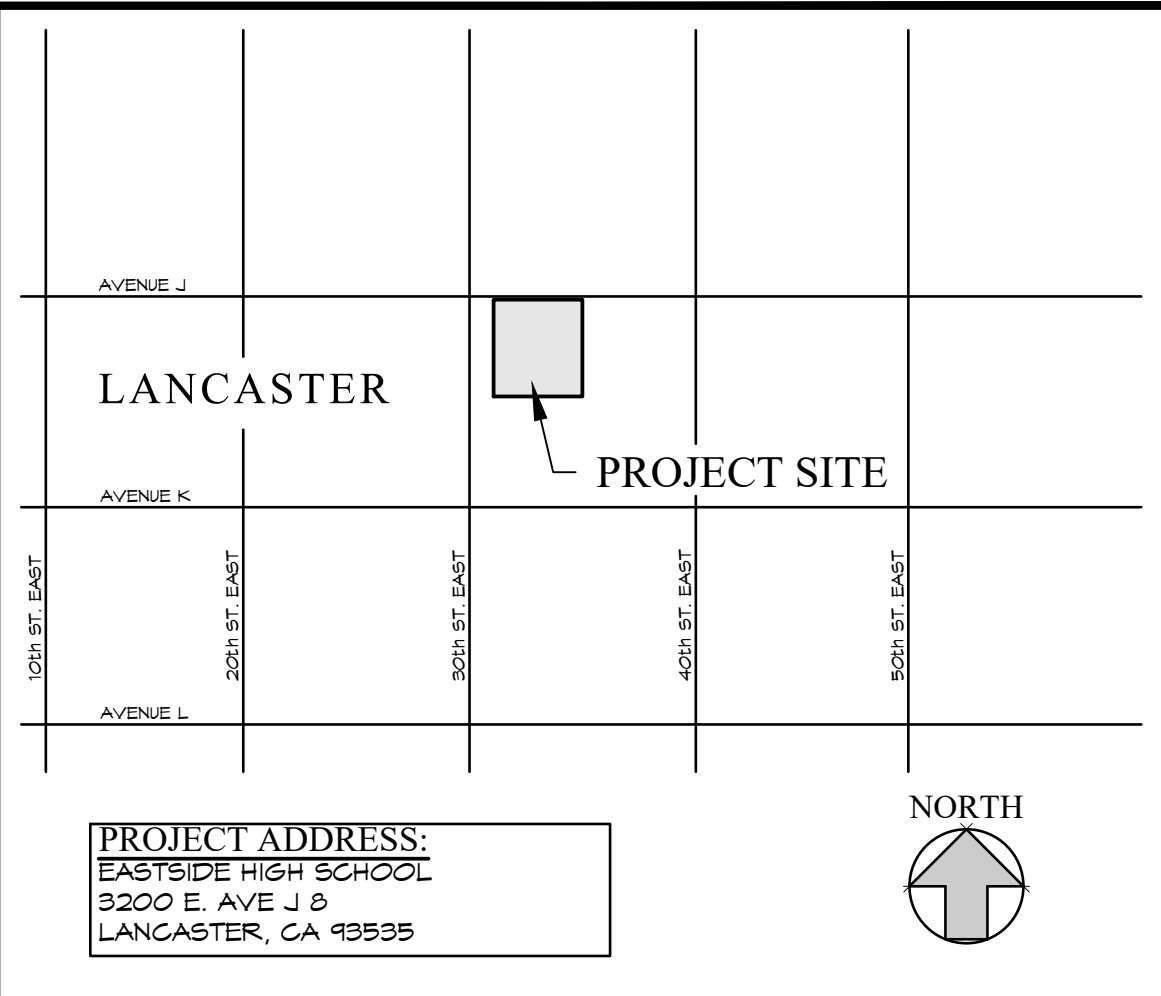 AVENUE J
LANCASTER
PROJECT SITE
AVENUE K
10th ST. EAST
20th ST. EAST
30th ST. EAST
40th ST. EAST
50th ST. EAST
AVENUE L
NORTH
PROJECT ADDRESS:
EASTSIDE HIGH SCHOOL
3200 E. AVE J 8
LANCASTER, CA 93535